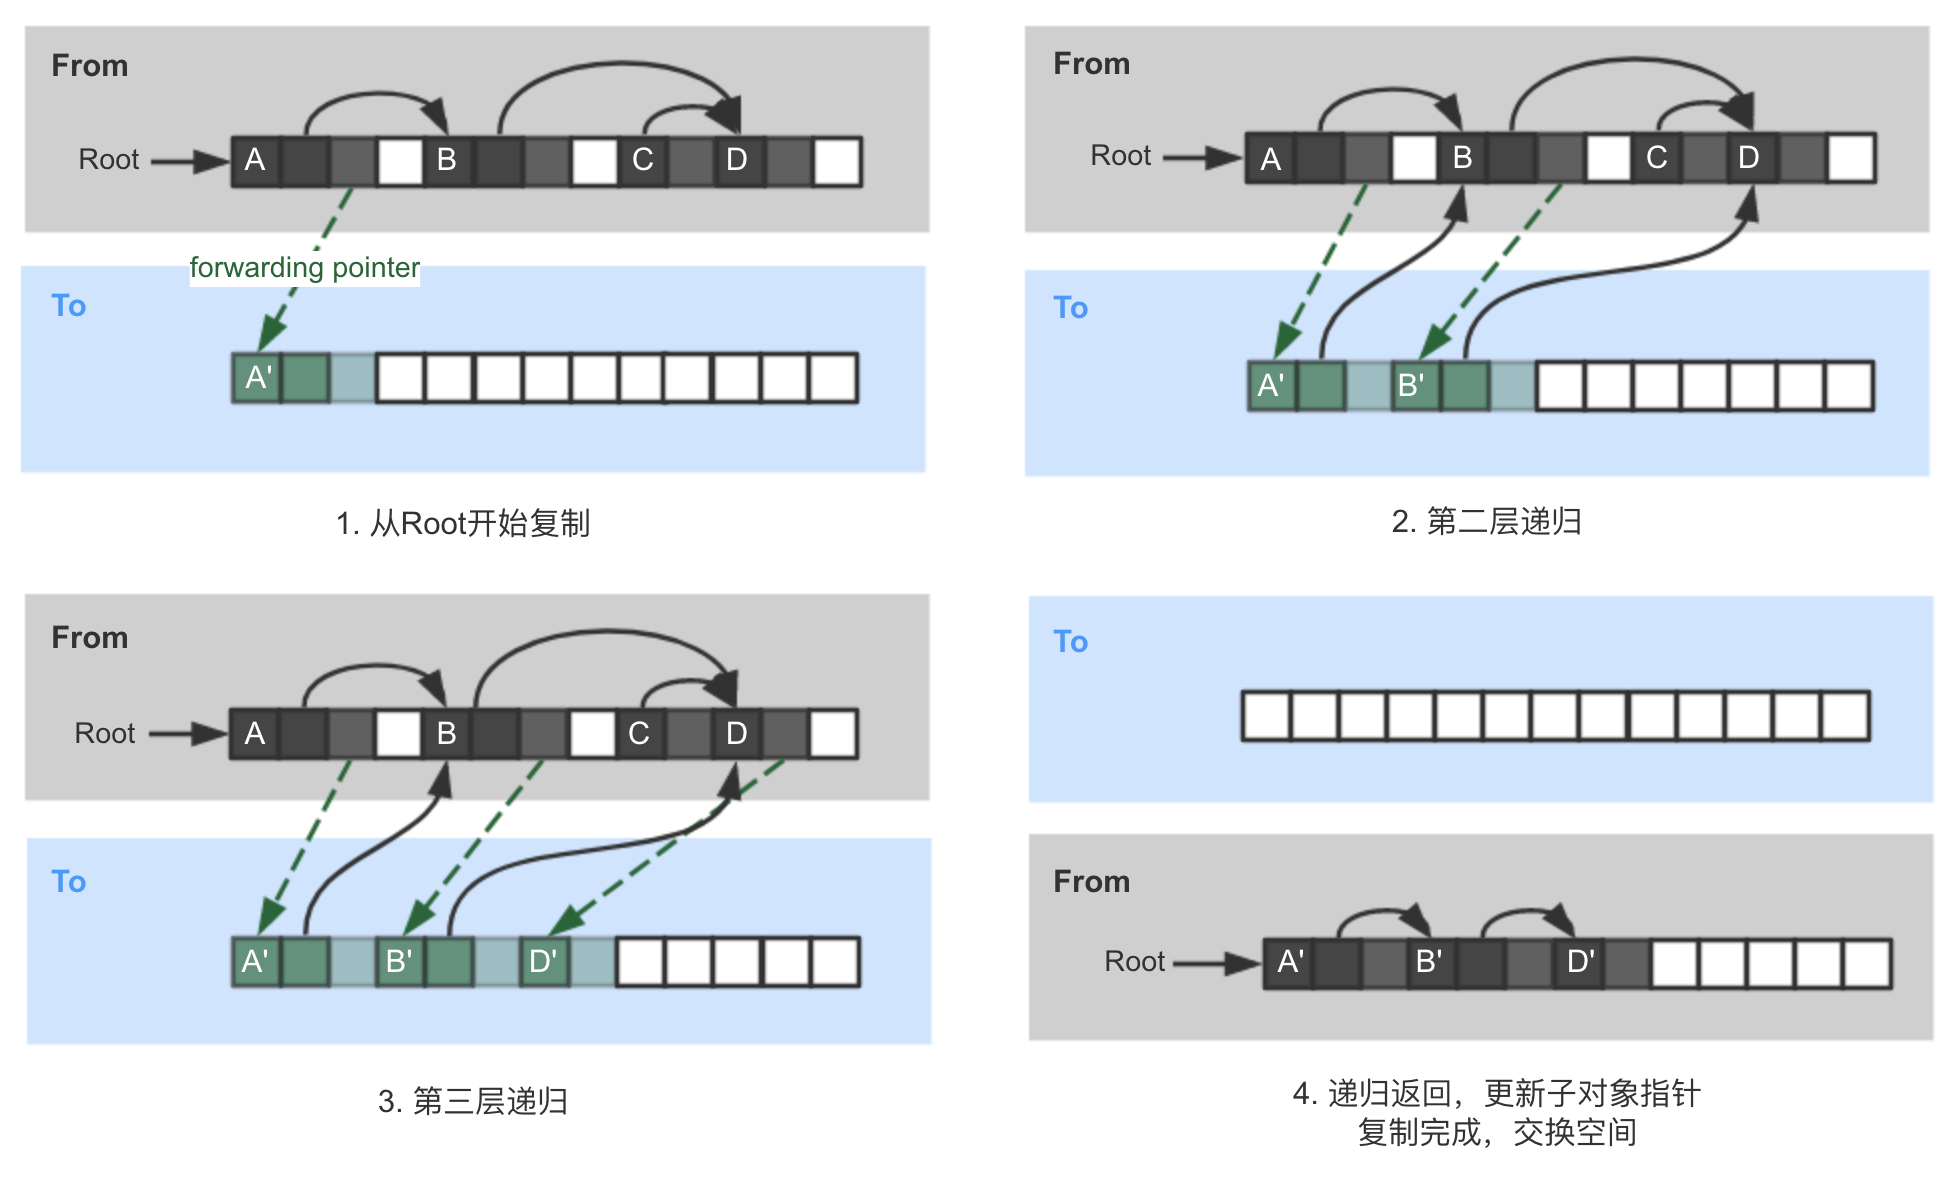 From
Root
A
B
C
D
forwarding pointer
To
A'
1. 从Root开始复制
From
Root
A
B
C
D
To
A'
B'
2. 第二层递归
From
Root
A
B
C
D
To
A'
B'
D'
3. 第三层递归
To
From
Root
A'
B'
D'
4. 递归返回，更新子对象指针
复制完成，交换空间